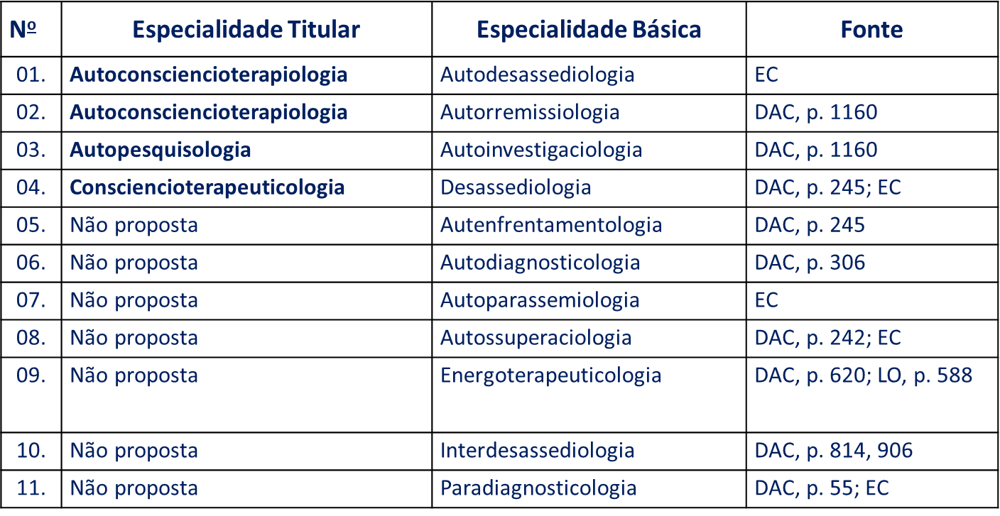 Nº Especialidade Titular Especialidade Básica Fonte
01. Autoconsciencioterapiologia Autodesassediologia EC
02. Autoconsciencioterapiologia Autorremissiologia DAC, p. 1160
03. Autopesquisologia Autoinvestigaciologia DAC, p. 1160
04. Consciencioterapeuticologia Desassediologia DAC, p. 245; EC
05. Não proposta Autenfrentamentologia DAC, p. 245
06. Não proposta Autodiagnosticologia DAC, p. 306
07. Não proposta Autoparassemiologia EC
08. Não proposta Autossuperaciologia DAC, p. 242; EC
09. Não proposta Energoterapeuticologia DAC, p. 620; LO, p. 588
10. Não proposta Interdesassediologia DAC, p. 814, 906
11. Não proposta Paradiagnosticologia DAC, p. 55; EC